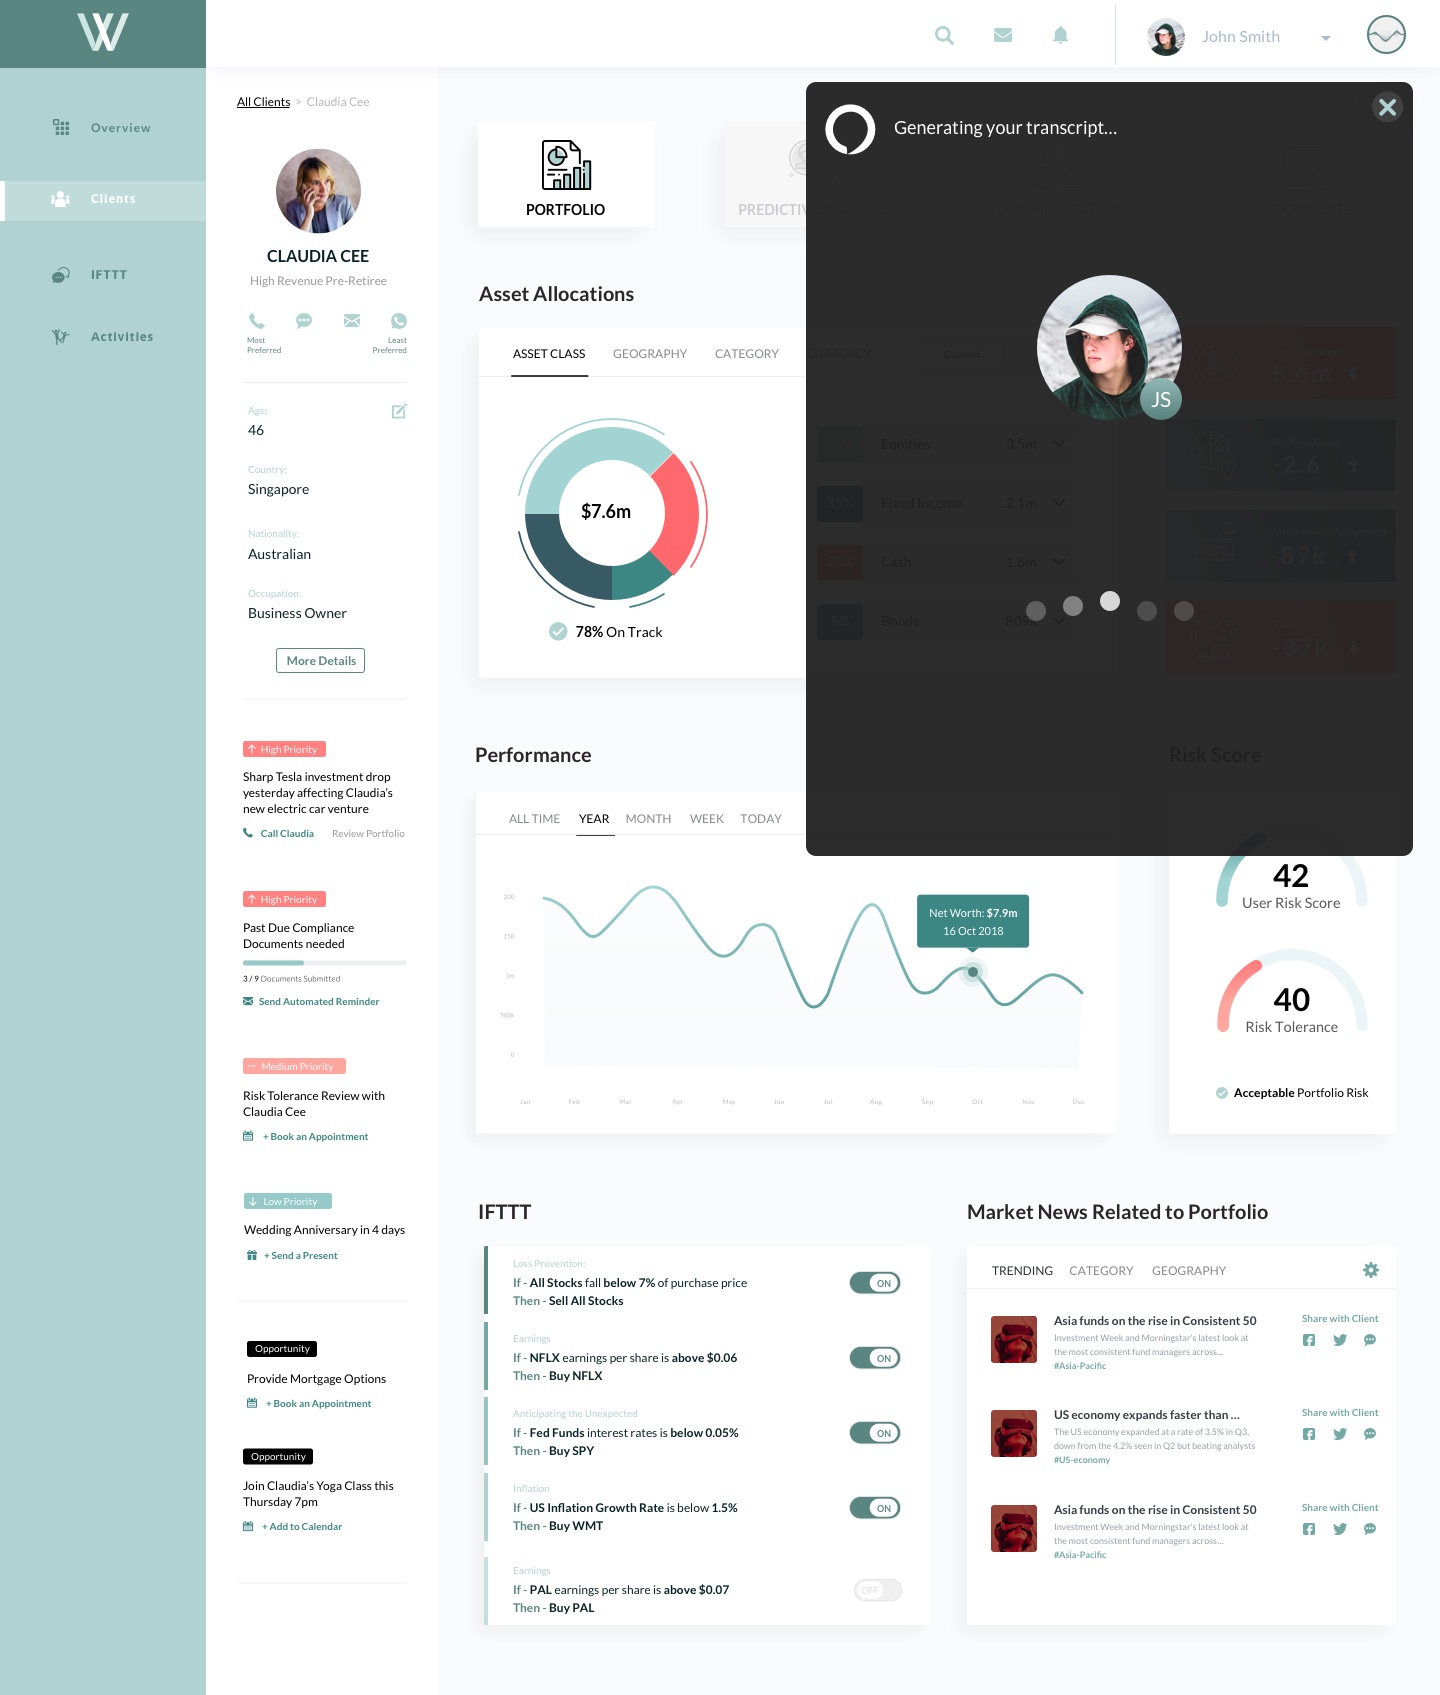 W
John Smith
Overview
Clients
IFTTT
Activities
All Clients > Claudia Cee
CLAUDIA CEE
High Revenue Pre-Retiree
Most
Preferred
Least
Preferred
Age:
46
Country:
Singapore
Nationality:
Australian
Occupation:
Business Owner
More Details
High Priority
Sharp Tesla investment drop
yesterday affecting Claudia's
new electric car venture
Call Claudia Review Portfolio
High Priority
Past Due Compliance
Documents needed
3 / 9 Documents Submitted
Send Automated Reminder
Medium Priority
Risk Tolerance Review with
Claudia Cee
+ Book an Appointment
Low Priority
Wedding Anniversary in 4 days
+ Send a Present
Opportunity
Provide Mortgage Options
+ Book an Appointment
Opportunity
Join Claudia's Yoga Class this
Thursday 7pm
+ Add to Calendar
PORTFOLIO
Generating your transcript...
JS
Asset Allocations
ASSET CLASS GEOGRAPHY CATEGORY CURRENCY Current
$7.6m
78% On Track
Equities 3.5m
35% Fixed Income 2.1m
Cash 1.6m
5% Bonds
8.6m
-2.6
-87k
-87k
Performance
ALL TIME YEAR MONTH WEEK TODAY
200
150
1m
500k
0
Jan Feb Mar Apr May Jun Jul Aug Sep Oct Nov Dec
Net Worth: $7.9m
16 Oct 2018
Risk Score
42
User Risk Score
40
Risk Tolerance
Acceptable Portfolio Risk
IFTTT
Loss Prevention:
If - All Stocks fall below 7% of purchase price
Then - Sell All Stocks
ON
Earnings
If - NFLX earnings per share is above $0.06
Then - Buy NFLX
ON
Anticipating the Unexpected
If - Fed Funds interest rates is below 0.05%
Then - Buy SPY
ON
Inflation
If - US Inflation Growth Rate is below 1.5%
Then - Buy WMT
ON
Earnings
If - PAL earnings per share is above $0.07
Then - Buy PAL
OFF
Market News Related to Portfolio
TRENDING CATEGORY GEOGRAPHY
Asia funds on the rise in Consistent 50
Investment Week and Morningstar's latest look at
the most consistent fund managers across...
#Asia-Pacific
Share with Client
US economy expands faster than ...
The US economy expanded at a rate of 3.5% in Q3,
down from the 4.2% seen in Q2 but beating analysts
#US-economy
Share with Client
Asia funds on the rise in Consistent 50
Investment Week and Morningstar's latest look at
the most consistent fund managers across...
#Asia-Pacific
Share with Client